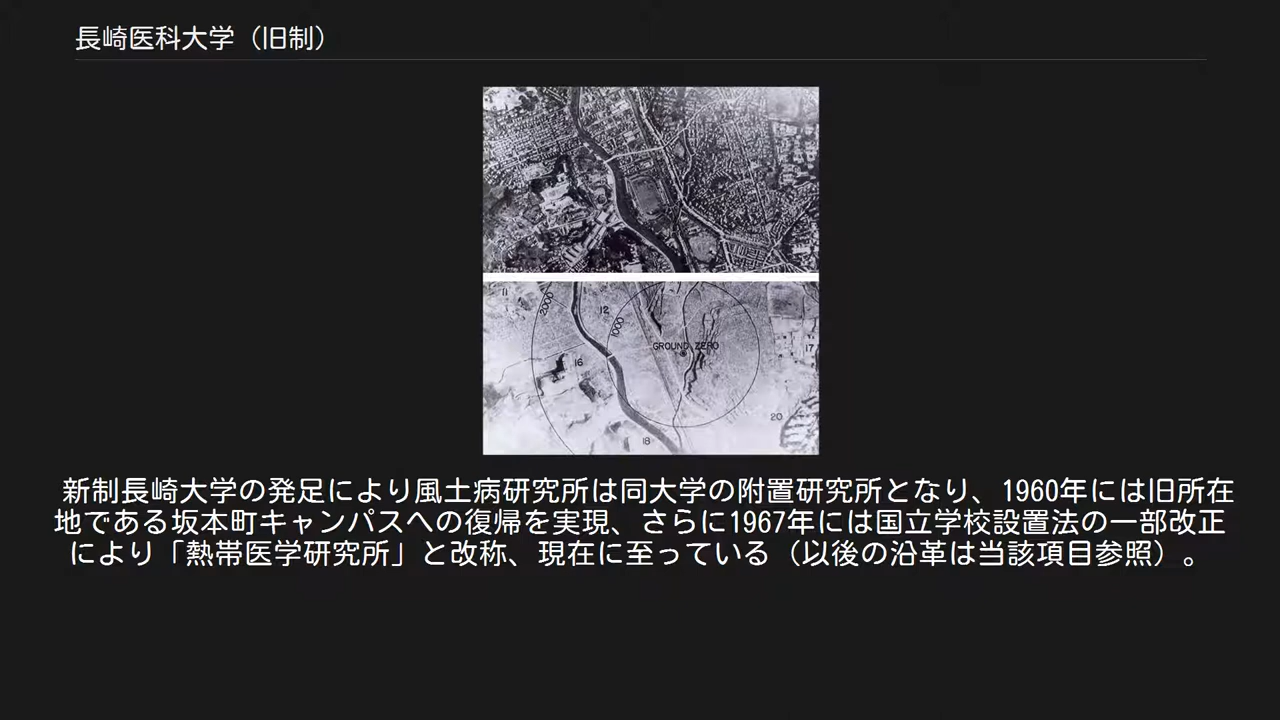 長崎医科大学（旧制）
11
2000
12
1000
GROUND ZERO
16
17
20
18
新制長崎大学の発足により風土病研究所は同大学の附置研究所となり、1960年には旧所在
地である坂本町キャンパスへの復帰を実現、さらに1967年には国立学校設置法の一部改正
により「熱帯医学研究所」と改称、現在に至っている（以後の沿革は当該項目参照）。